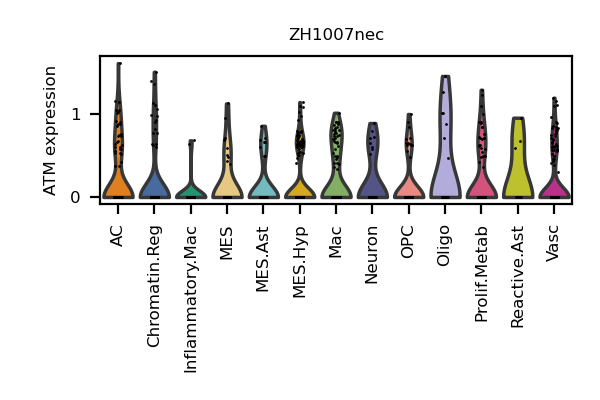 ZH1007nec
ATM expression
1
0
AC
Chromatin.Reg
Inflammatory.Mac
MES
MES.Ast
MES.Hyp
Mac
Neuron
OPC
Oligo
Prolif.Metab
Reactive.Ast
Vasc